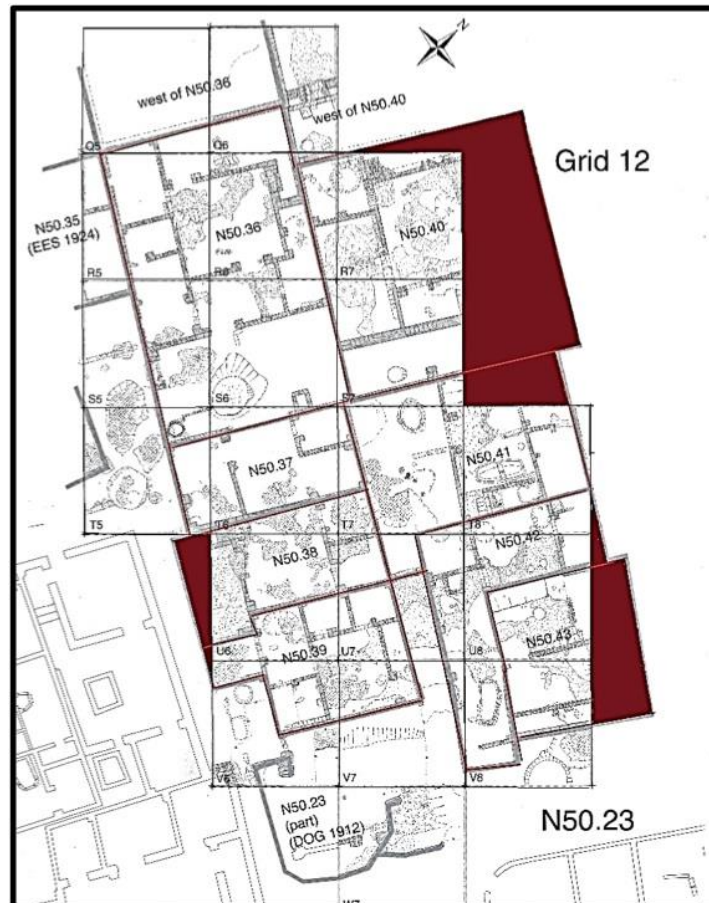 N
west of N50.36
west of N50.40
Grid 12
Q5
Q6
N50.35
(EES 1924)
N50.36
N50.40
R5
R6
R7
S5
S6
S7
N50.37
N50.41
T5
T6
T7
T8
N50.38
N50.42
N50.39
N50.43
U6
U7
U8
V6
V7
V8
N50.23
(part)
(DOG 1912)
N50.23
W7